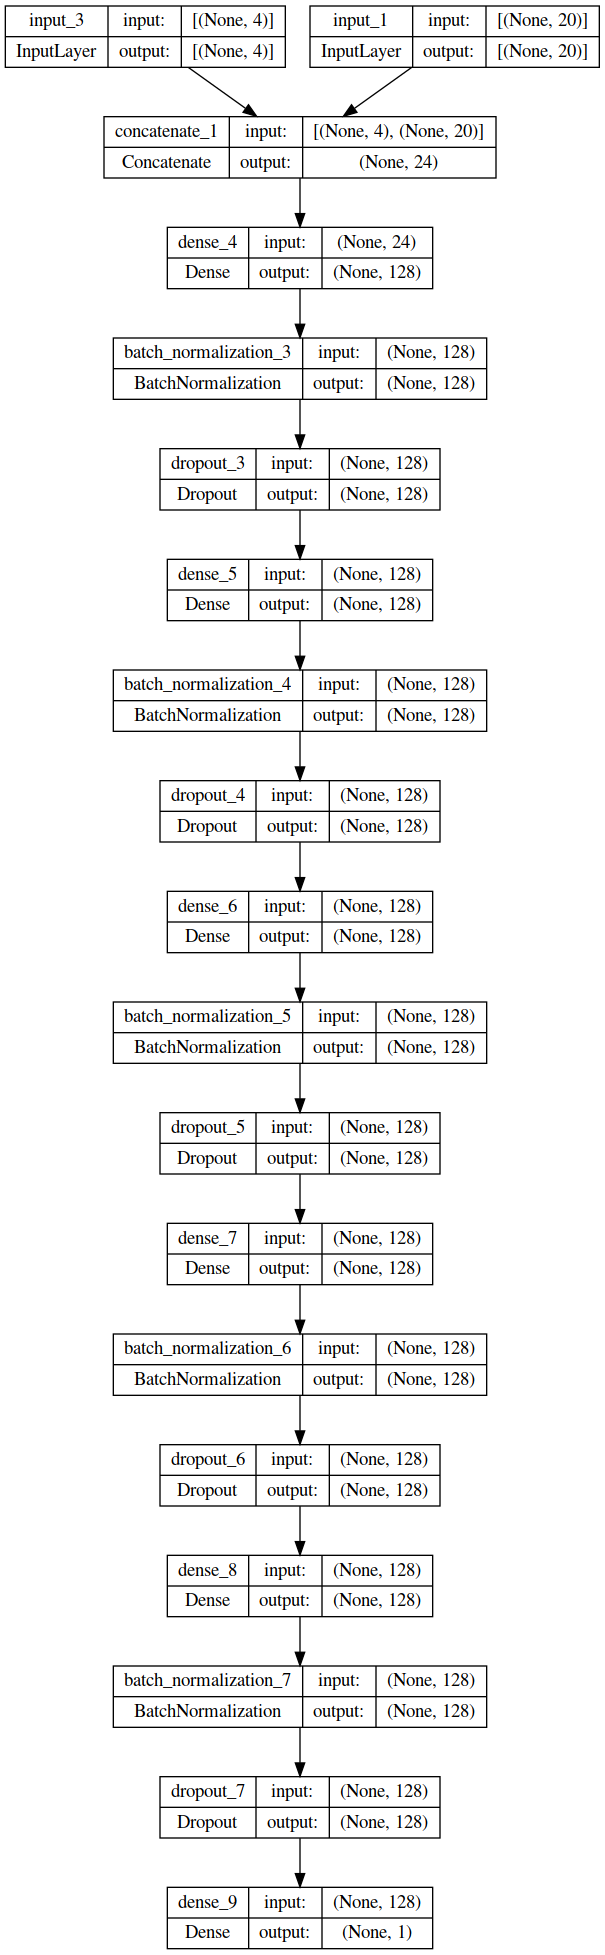 input_3 input: [(None, 4)] input_1 input: [(None, 20)]
InputLayer output: [(None, 4)] InputLayer output: [(None, 20)]
concatenate_1 input: [(None, 4), (None, 20)]
Concatenate output: (None, 24)
dense_4 input: (None, 24)
Dense output: (None, 128)
batch_normalization_3 input: (None, 128)
BatchNormalization output: (None, 128)
dropout_3 input: (None, 128)
Dropout output: (None, 128)
dense_5 input: (None, 128)
Dense output: (None, 128)
batch_normalization_4 input: (None, 128)
BatchNormalization output: (None, 128)
dropout_4 input: (None, 128)
Dropout output: (None, 128)
dense_6 input: (None, 128)
Dense output: (None, 128)
batch_normalization_5 input: (None, 128)
BatchNormalization output: (None, 128)
dropout_5 input: (None, 128)
Dropout output: (None, 128)
dense_7 input: (None, 128)
Dense output: (None, 128)
batch_normalization_6 input: (None, 128)
BatchNormalization output: (None, 128)
dropout_6 input: (None, 128)
Dropout output: (None, 128)
dense_8 input: (None, 128)
Dense output: (None, 128)
batch_normalization_7 input: (None, 128)
BatchNormalization output: (None, 128)
dropout_7 input: (None, 128)
Dropout output: (None, 128)
dense_9 input: (None, 128)
Dense output: (None, 1)